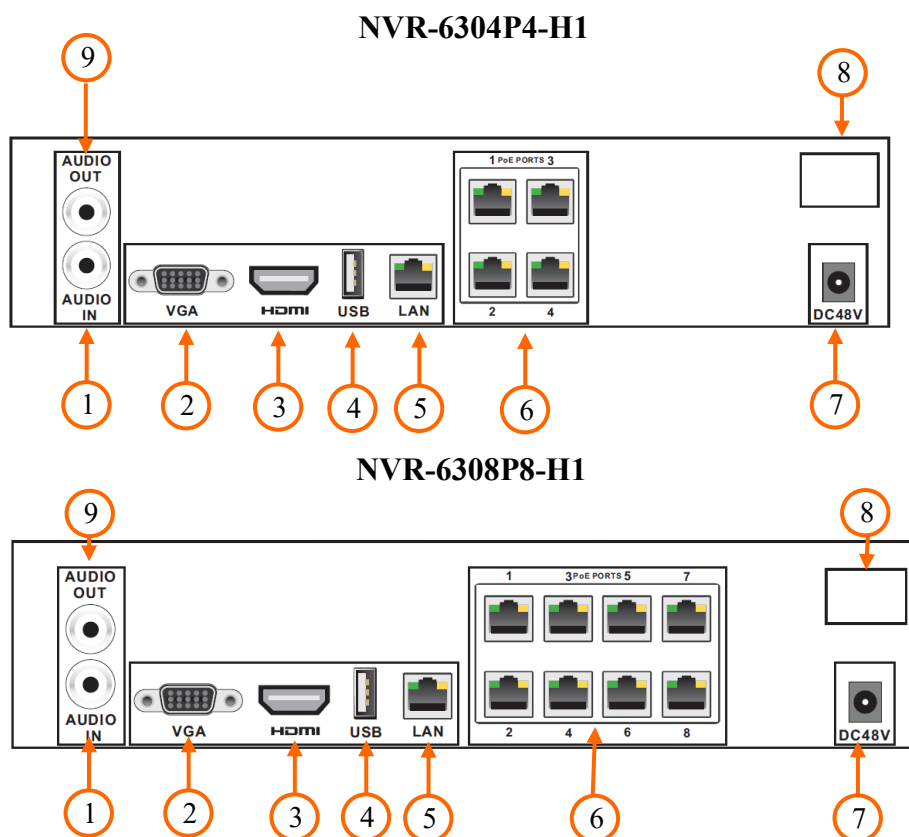 NVR-6304P4-H1
9
8
AUDIO
OUT
1 PoE PORTS 3
AUDIO
IN
VGA
HDMI
USB
LAN
2 4
DC48V
1
2
3
4
5
6
7
NVR-6308P8-H1
9
8
AUDIO
OUT
1 3 PoE PORTS 5 7
AUDIO
IN
VGA
HDMI
USB
LAN
2 4 6 8
DC48V
1
2
3
4
5
6
7